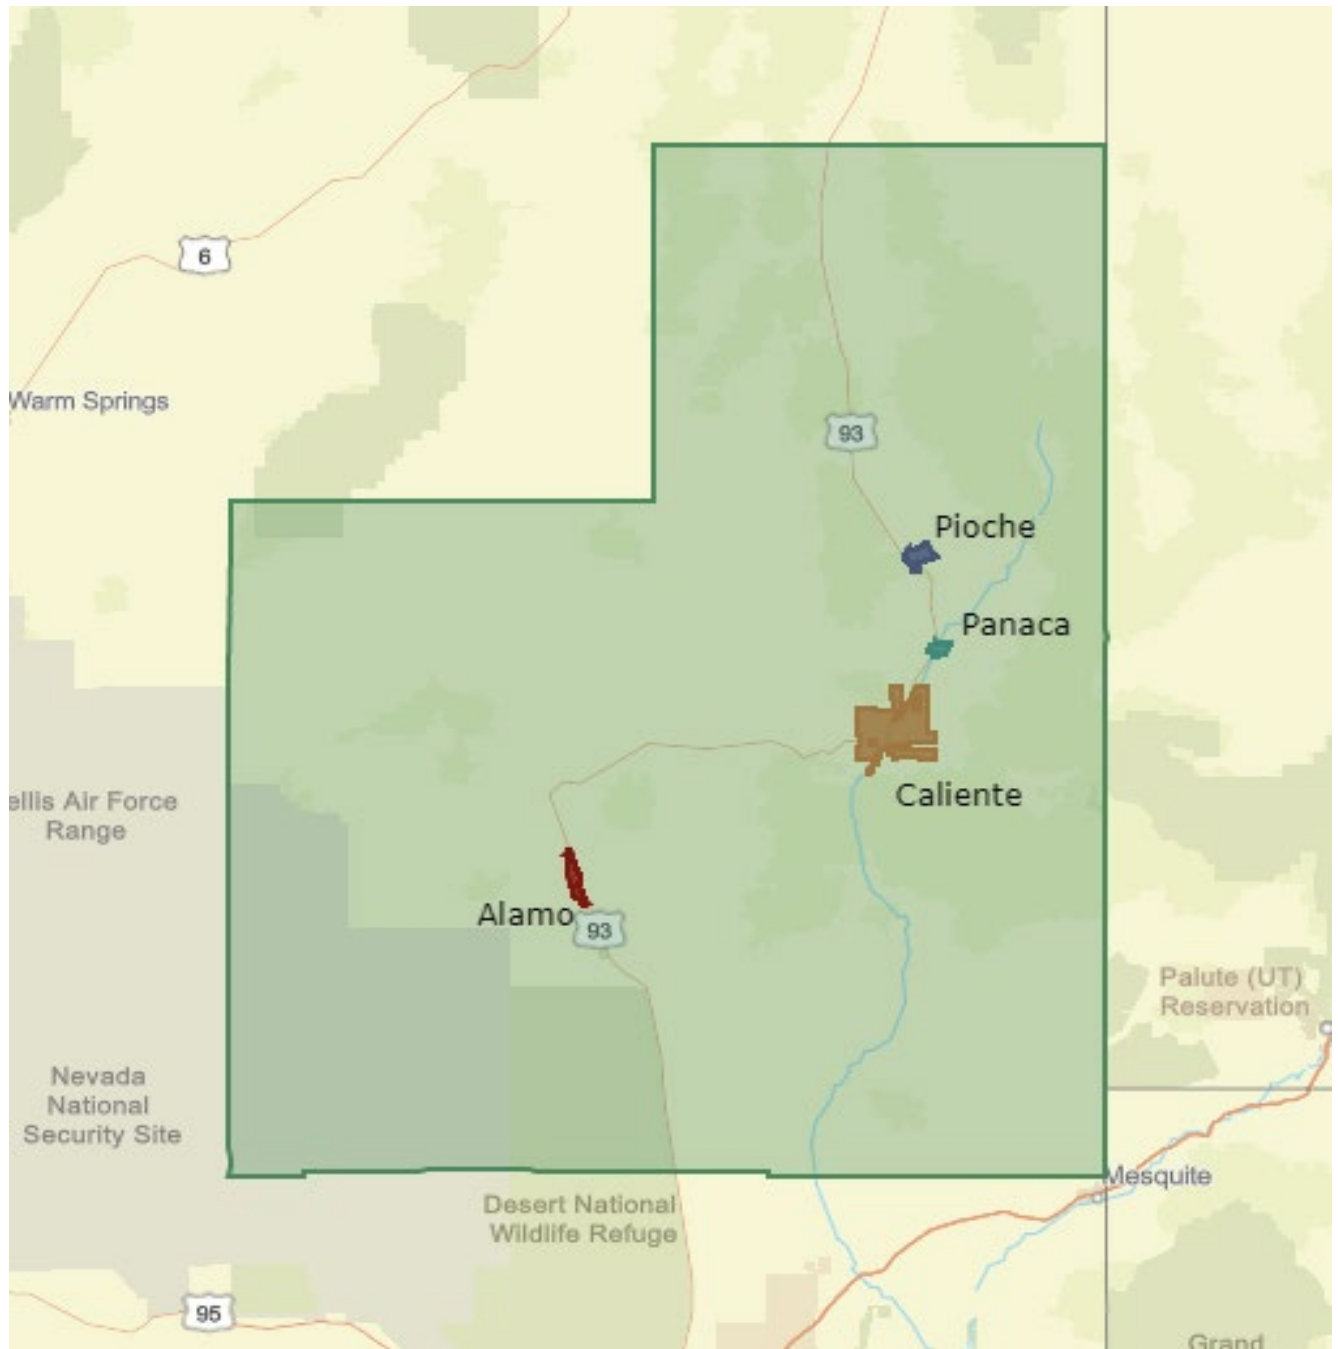 6
Warm Springs
93
Pioche
Panaca
Caliente
ellis Air Force
Range
Alamo
93
Palute (UT)
Reservation
Nevada
National
Security Site
Mesquite
Desert National
Wildlife Refuge
95
Grand